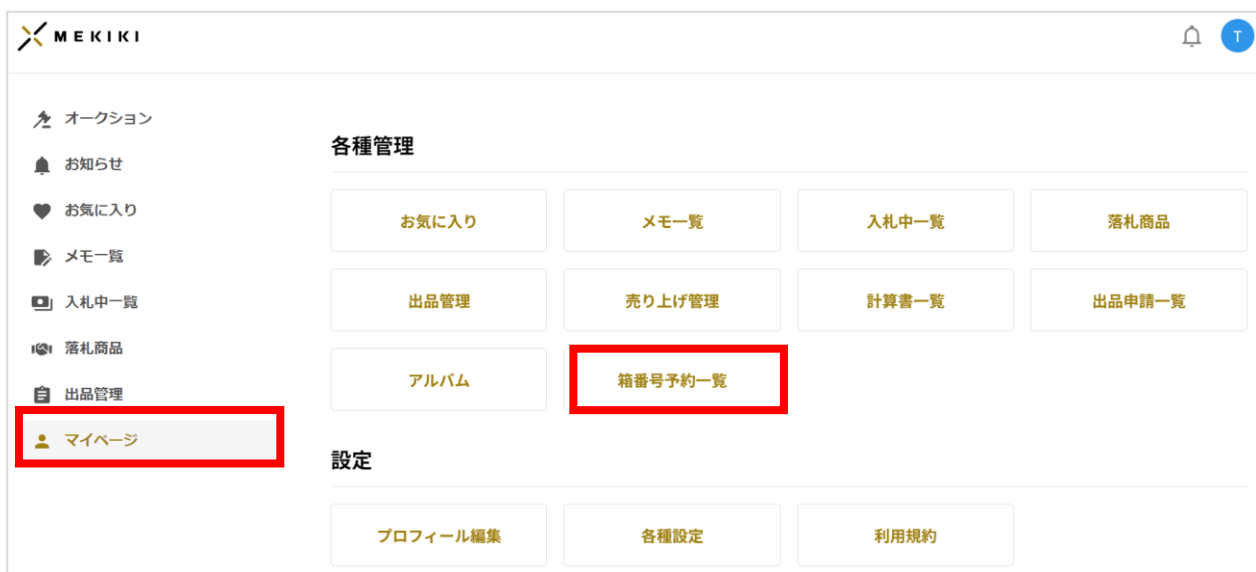 MEKIKI
T
オークション
お知らせ
お気に入り
メモ一覧
入札中一覧
落札商品
出品管理
マイページ
各種管理
お気に入り
メモ一覧
入札中一覧
落札商品
出品管理
売り上げ管理
計算書一覧
出品申請一覧
アルバム
箱番号予約一覧
設定
プロフィール編集
各種設定
利用規約